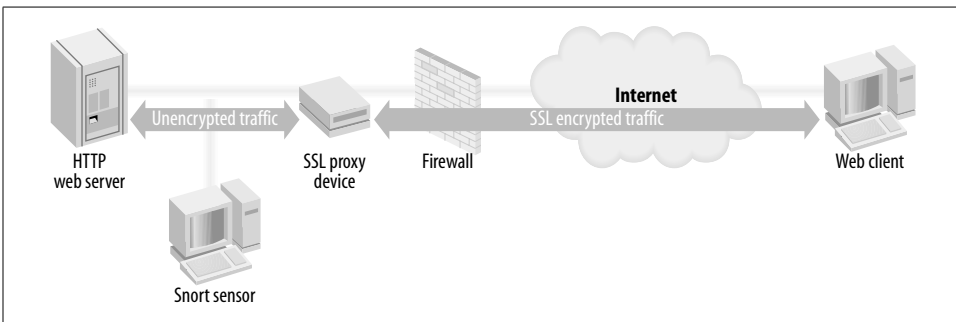 Internet
Unencrypted traffic
SSL encrypted traffic
HTTP
web server
SSL proxy
device
Firewall
Web client
Snort sensor